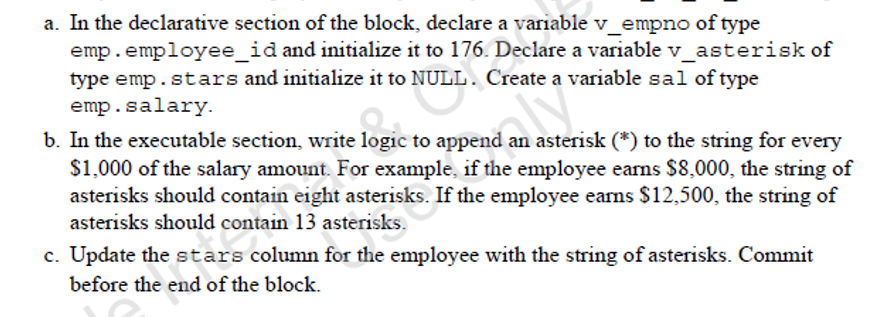 a. In the declarative section of the block, declare a variable v_empno of type
emp.employee_id and initialize it to 176. Declare a variable v_asterisk of
type emp.stars and initialize it to NULL. Create a variable sal of type
emp.salary.
b. In the executable section, write logic to append an asterisk (*) to the string for every
$1,000 of the salary amount. For example, if the employee earns $8,000, the string of
asterisks should contain eight asterisks. If the employee earns $12,500, the string of
asterisks should contain 13 asterisks.
c. Update the stars column for the employee with the string of asterisks. Commit
before the end of the block.
Internal & Oracle
Use Only